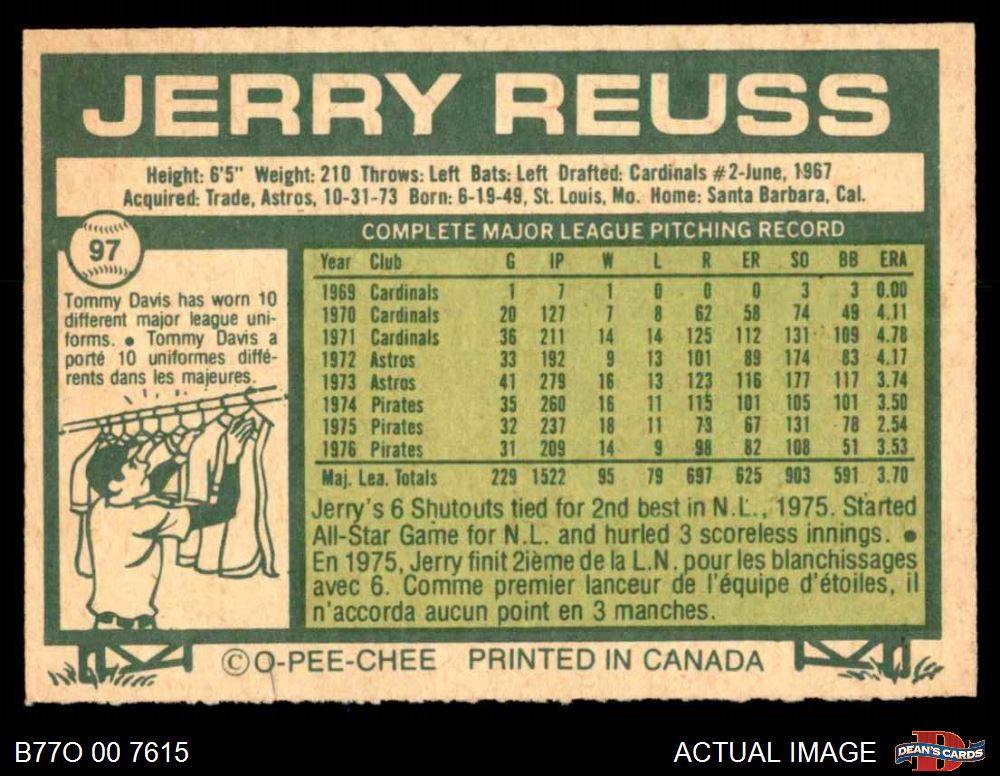 JERRY REUSS
Height: 6'5" Weight: 210 Throws: Left Bats: Left Drafted: Cardinals #2-June, 1967
Acquired: Trade, Astros, 10-31-73 Born: 6-19-49, St. Louis, Mo. Home: Santa Barbara, Cal.
97
Tommy Davis has worn 10
different major league uni-
forms. ● Tommy Davis a
porté 10 uniformes diffé-
rents dans les majeures.
COMPLETE MAJOR LEAGUE PITCHING RECORD
Year Club G IP W L R ER SO BB ERA
1969 Cardinals 1 7 1 0 0 0 3 3 0.00
1970 Cardinals 20 127 7 8 62 58 74 49 4.11
1971 Cardinals 36 211 14 14 125 112 131 109 4.78
1972 Astros 33 192 9 13 101 89 174 83 4.17
1973 Astros 41 279 16 13 123 116 177 117 3.74
1974 Pirates 35 260 16 11 115 101 105 101 3.50
1975 Pirates 32 237 18 11 73 67 131 78 2.54
1976 Pirates 31 209 14 9 98 82 108 51 3.53
Maj. Lea. Totals 229 1522 95 79 697 625 903 591 3.70
Jerry's 6 Shutouts tied for 2nd best in N.L., 1975. Started
All-Star Game for N.L. and hurled 3 scoreless innings. ●
En 1975, Jerry finit 2ième de la L.N. pour les blanchissages
avec 6. Comme premier lanceur de l'équipe d'étoiles, il
n'accorda aucun point en 3 manches.
©O-PEE-CHEE PRINTED IN CANADA
B77O 00 7615
ACTUAL IMAGE
DEAN'S CARDS